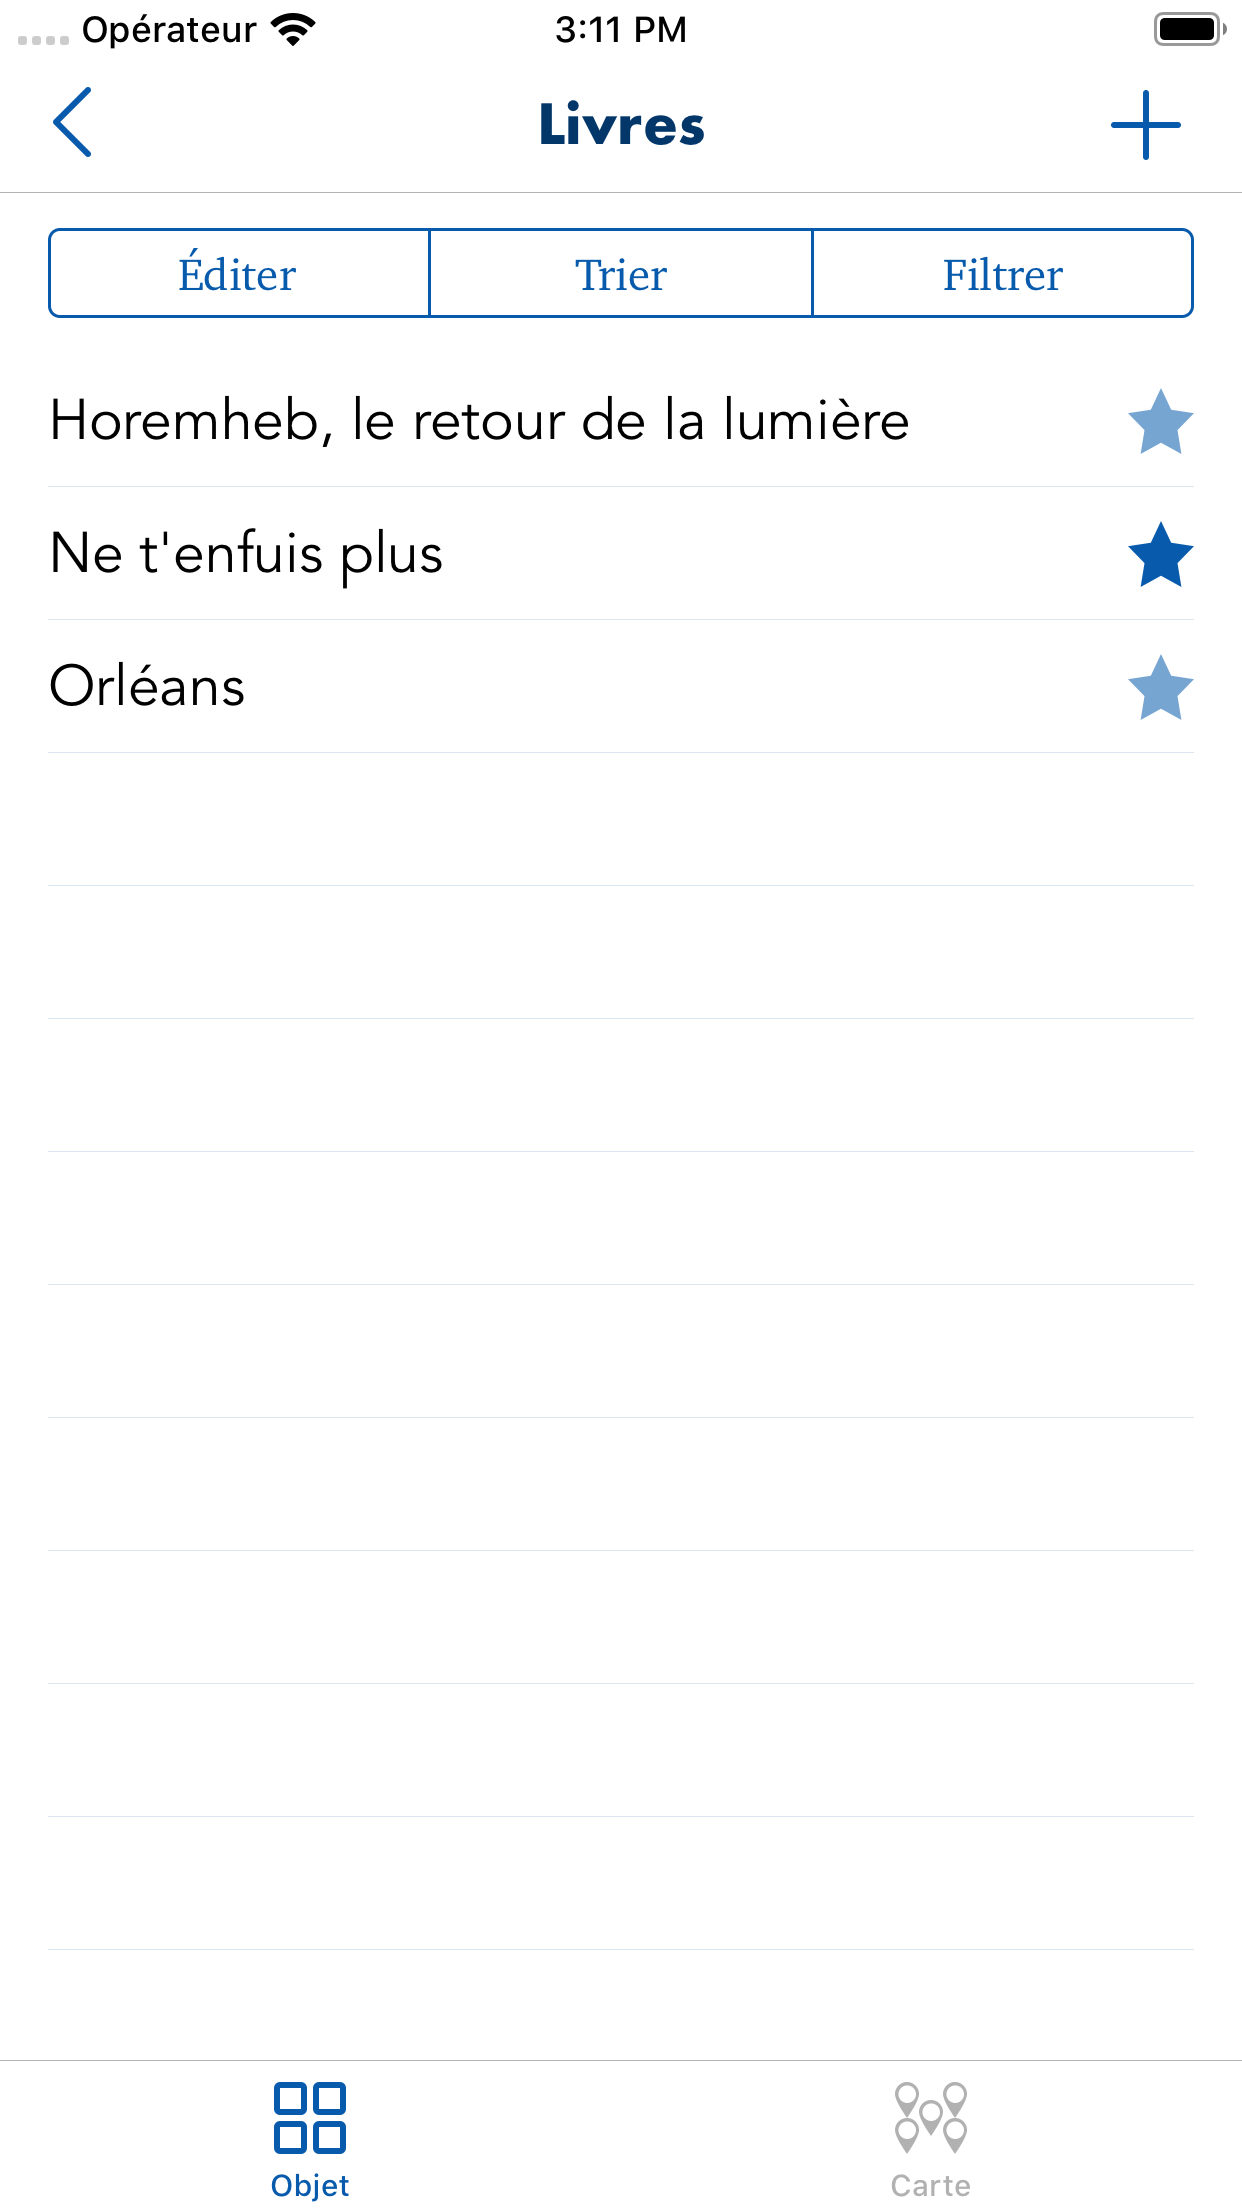 Opérateur 3:11 PM
Livres
Éditer Trier Filtrer
Horemheb, le retour de la lumière
Ne t'enfuis plus
Orléans
Objet Carte